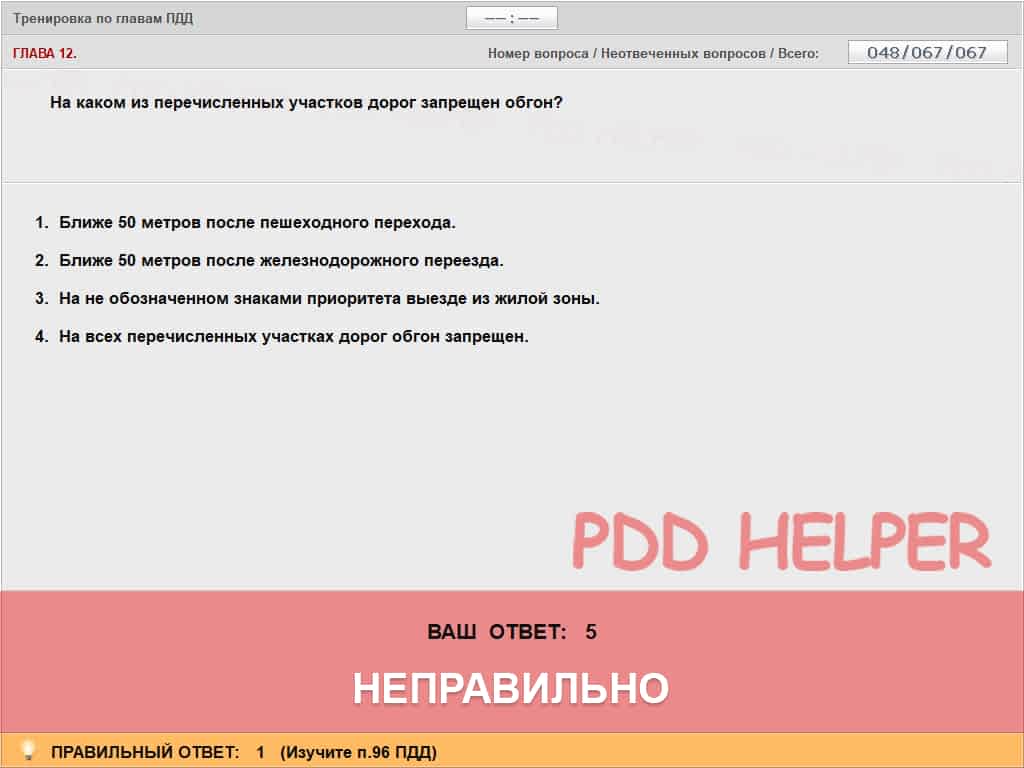 Тренировка по главам ПДД
—— : ——
ГЛАВА 12.
Номер вопроса / Неотвеченных вопросов / Всего:
048/067/067
На каком из перечисленных участков дорог запрещен обгон?
1. Ближе 50 метров после пешеходного перехода.
2. Ближе 50 метров после железнодорожного переезда.
3. На не обозначенном знаками приоритета выезде из жилой зоны.
4. На всех перечисленных участках дорог обгон запрещен.
PDD HELPER
ВАШ ОТВЕТ: 5
НЕПРАВИЛЬНО
ПРАВИЛЬНЫЙ ОТВЕТ: 1 (Изучите п.96 ПДД)